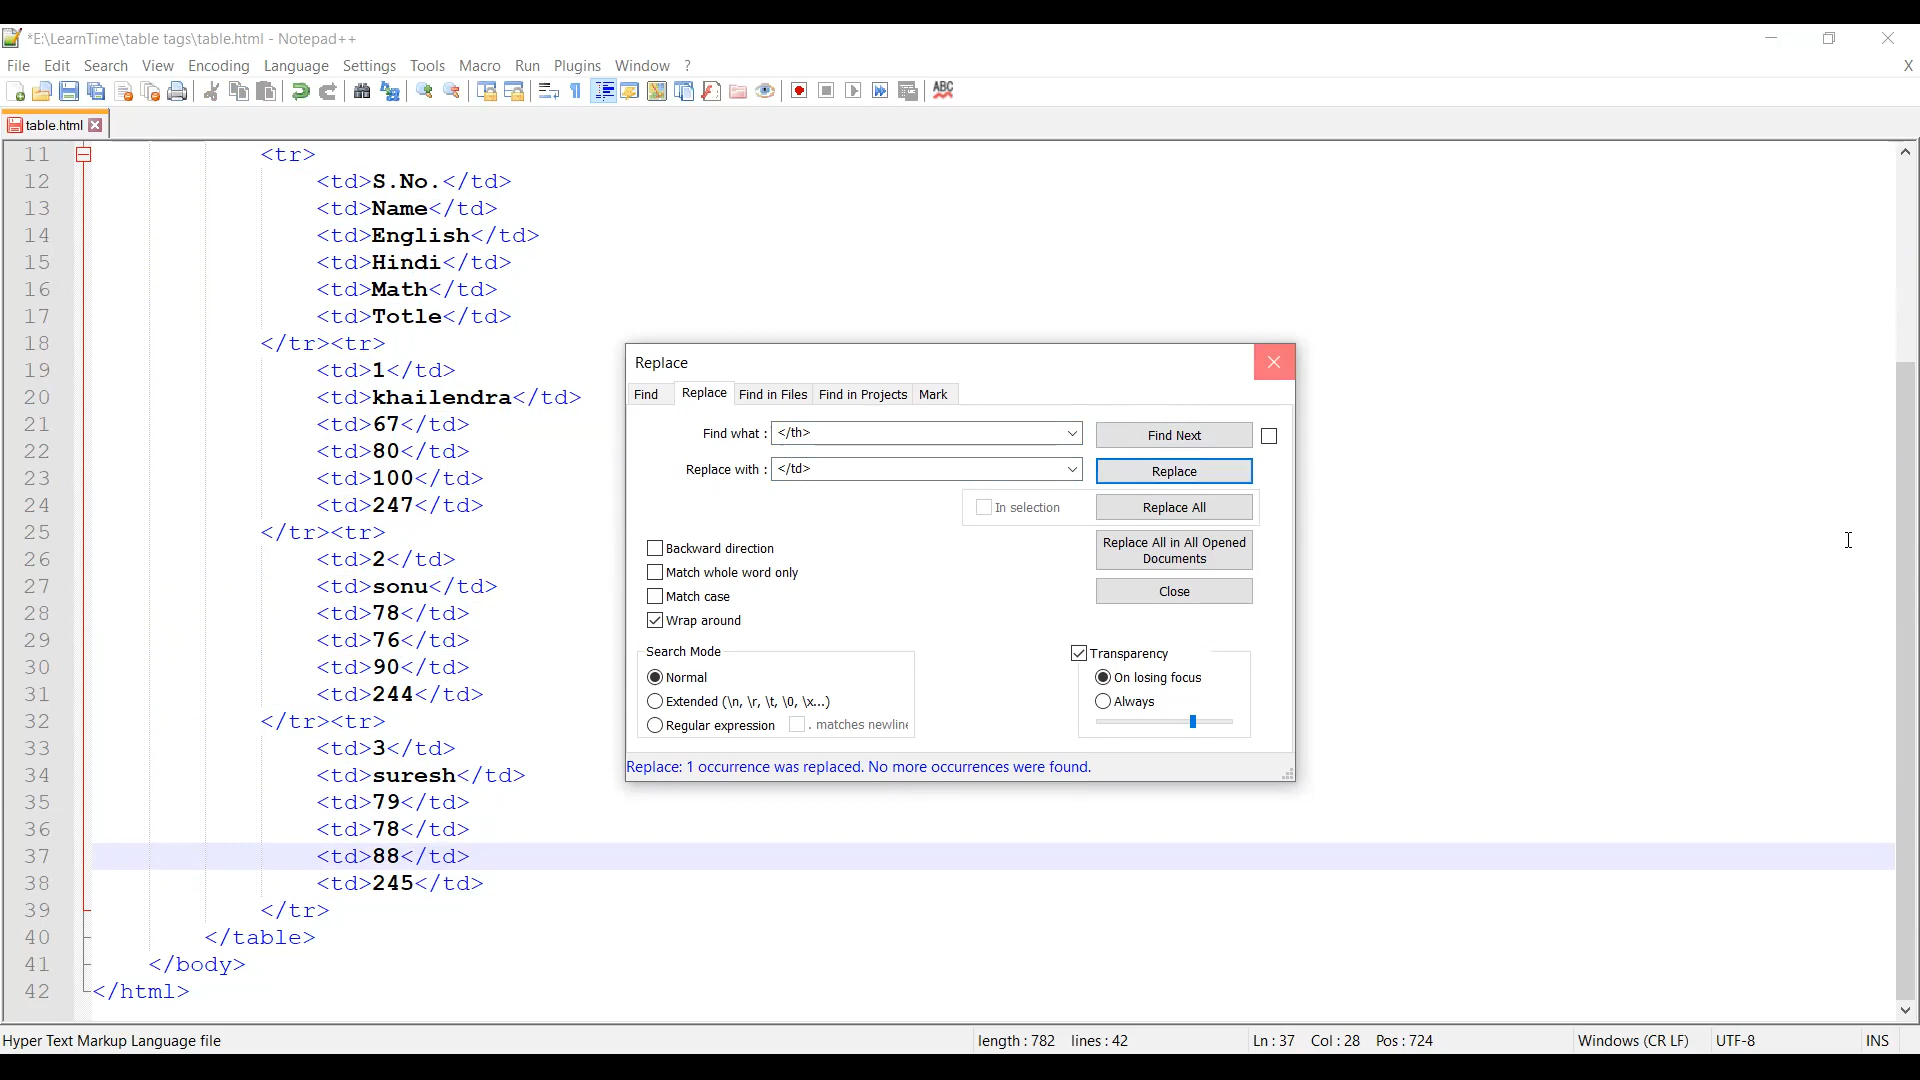 *E:\LearnTime\table tags\table.html - Notepad++
File Edit Search View Encoding Language Settings Tools Macro Run Plugins Window ? X
ABC
table.html
11 <tr>
12 <td>S.No.</td>
13 <td>Name</td>
14 <td>English</td>
15 <td>Hindi</td>
16 <td>Math</td>
17 <td>Totle</td>
18 </tr><tr>
19 <td>1</td>
20 <td>khailendra</td>
21 <td>67</td>
22 <td>80</td>
23 <td>100</td>
24 <td>247</td>
25 </tr><tr>
26 <td>2</td>
27 <td>sonu</td>
28 <td>78</td>
29 <td>76</td>
30 <td>90</td>
31 <td>244</td>
32 </tr><tr>
33 <td>3</td>
34 <td>suresh</td>
35 <td>79</td>
36 <td>78</td>
37 <td>88</td>
38 <td>245</td>
39 </tr>
40 </table>
41 </body>
42 </html>
Replace
Find Replace Find in Files Find in Projects Mark
Find what : </th> Find Next
Replace with : </td> Replace
In selection Replace All
Replace All in All Opened
Documents
Close
Backward direction
Match whole word only
Match case
Wrap around
Search Mode
Normal
Extended (\n, \r, \t, \0, \x...)
Regular expression . matches newline
Transparency
On losing focus
Always
Replace: 1 occurrence was replaced. No more occurrences were found.
Hyper Text Markup Language file length : 782 lines : 42 Ln : 37 Col : 28 Pos : 724 Windows (CR LF) UTF-8 INS